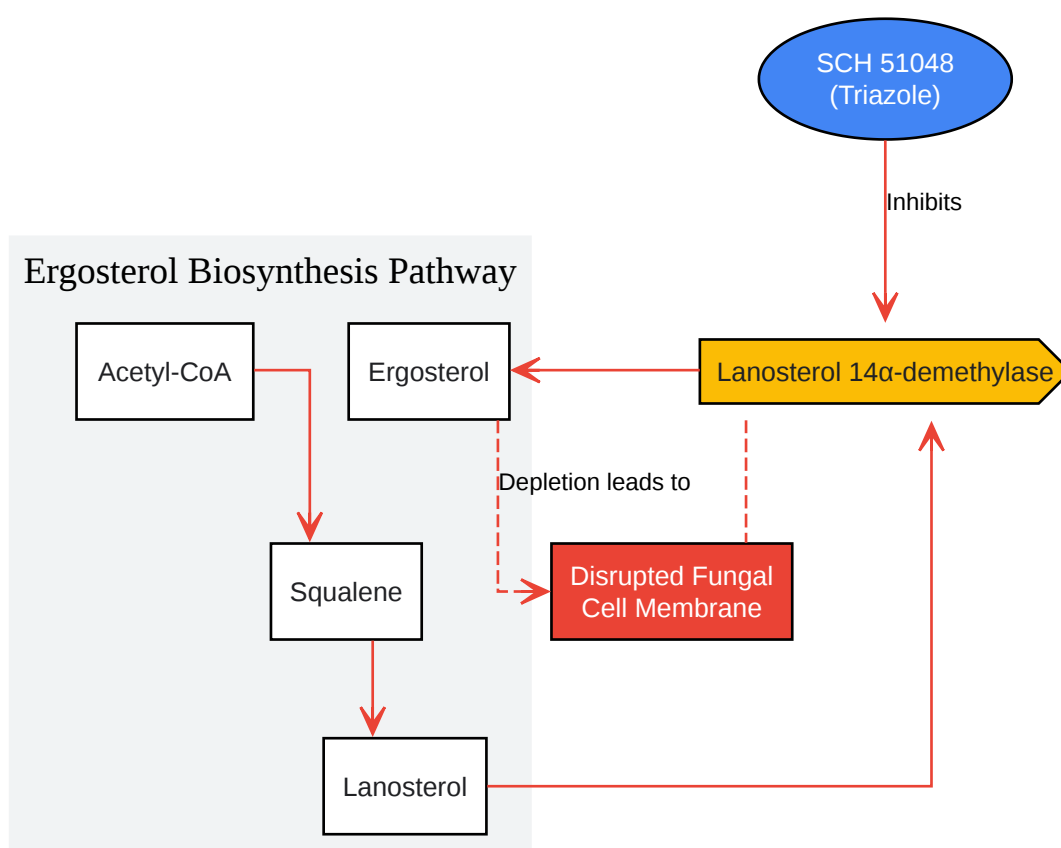 SCH 51048
(Triazole)
Inhibits
Ergosterol Biosynthesis Pathway
Acetyl-CoA
Ergosterol
Lanosterol 14α-demethylase
Depletion leads to
Squalene
Disrupted Fungal
Cell Membrane
Lanosterol